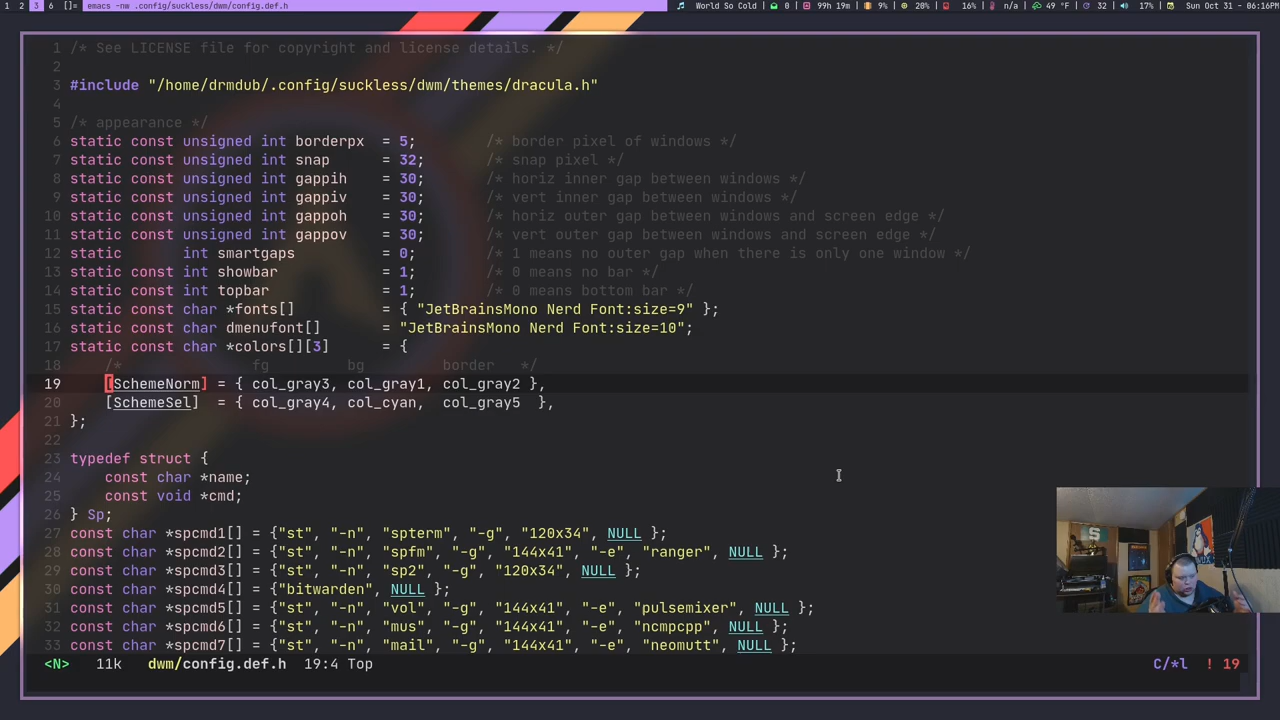 1 2 3 6 []= emacs -nw .config/suckless/dwm/config.def.h World So Cold 0 99h 19m 9% 20% 16% n/a 49 °F 32 17% Sun Oct 31 - 06:16PM
1 /* See LICENSE file for copyright and license details. */
2
3 #include "/home/drmdub/.config/suckless/dwm/themes/dracula.h"
4
5 /* appearance */
6 static const unsigned int borderpx = 5; /* border pixel of windows */
7 static const unsigned int snap = 32; /* snap pixel */
8 static const unsigned int gappih = 30; /* horiz inner gap between windows */
9 static const unsigned int gappiv = 30; /* vert inner gap between windows */
10 static const unsigned int gappoh = 30; /* horiz outer gap between windows and screen edge */
11 static const unsigned int gappov = 30; /* vert outer gap between windows and screen edge */
12 static int smartgaps = 0; /* 1 means no outer gap when there is only one window */
13 static const int showbar = 1; /* 0 means no bar */
14 static const int topbar = 1; /* 0 means bottom bar */
15 static const char *fonts[] = { "JetBrainsMono Nerd Font:size=9" };
16 static const char dmenufont[] = "JetBrainsMono Nerd Font:size=10";
17 static const char *colors[][3] = {
18 /* fg bg border */
19 [SchemeNorm] = { col_gray3, col_gray1, col_gray2 },
20 [SchemeSel] = { col_gray4, col_cyan, col_gray5 },
21 };
22
23 typedef struct {
24 const char *name;
25 const void *cmd;
26 } Sp;
27 const char *spcmd1[] = {"st", "-n", "spterm", "-g", "120x34", NULL };
28 const char *spcmd2[] = {"st", "-n", "spfm", "-g", "144x41", "-e", "ranger", NULL };
29 const char *spcmd3[] = {"st", "-n", "sp2", "-g", "120x34", NULL };
30 const char *spcmd4[] = {"bitwarden", NULL };
31 const char *spcmd5[] = {"st", "-n", "vol", "-g", "144x41", "-e", "pulsemixer", NULL };
32 const char *spcmd6[] = {"st", "-n", "mus", "-g", "144x41", "-e", "ncmpcpp", NULL };
33 const char *spcmd7[] = {"st", "-n", "mail", "-g", "144x41", "-e", "neomutt", NULL };
<N> 11k dwm/config.def.h 19:4 Top C/*l ! 19